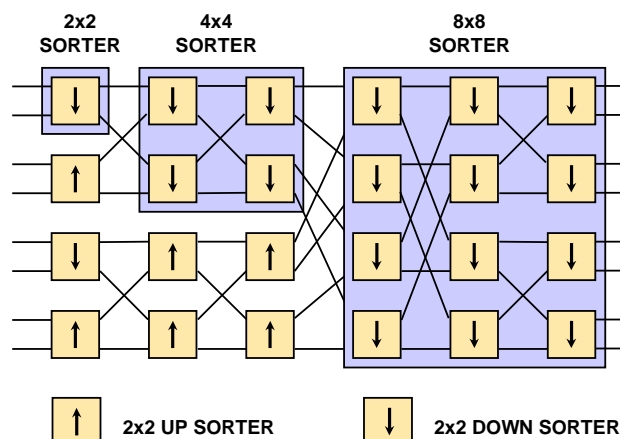 2x2
SORTER
4x4
SORTER
8x8
SORTER
2x2 UP SORTER
2x2 DOWN SORTER